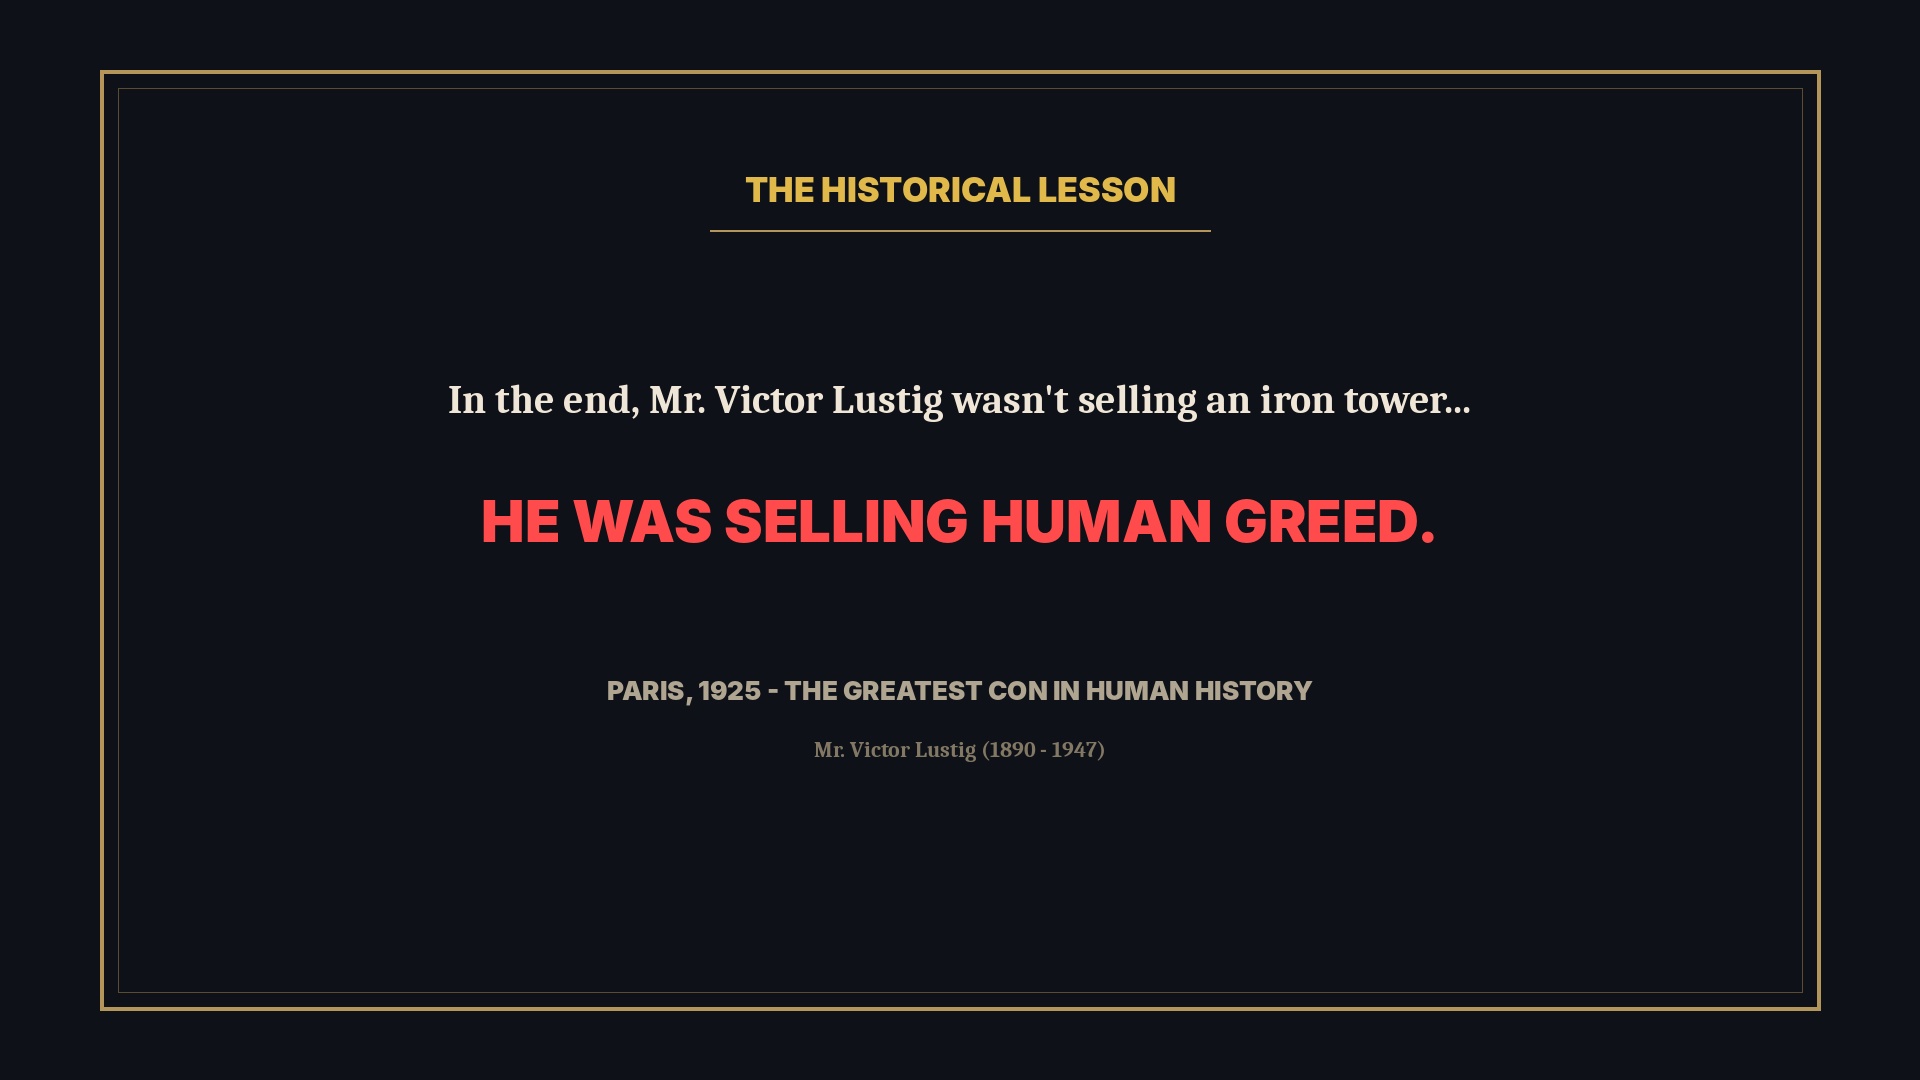 THE HISTORICAL LESSON
In the end, Mr. Victor Lustig wasn't selling an iron tower...
HE WAS SELLING HUMAN GREED.
PARIS, 1925 - THE GREATEST CON IN HUMAN HISTORY
Mr. Victor Lustig (1890 - 1947)